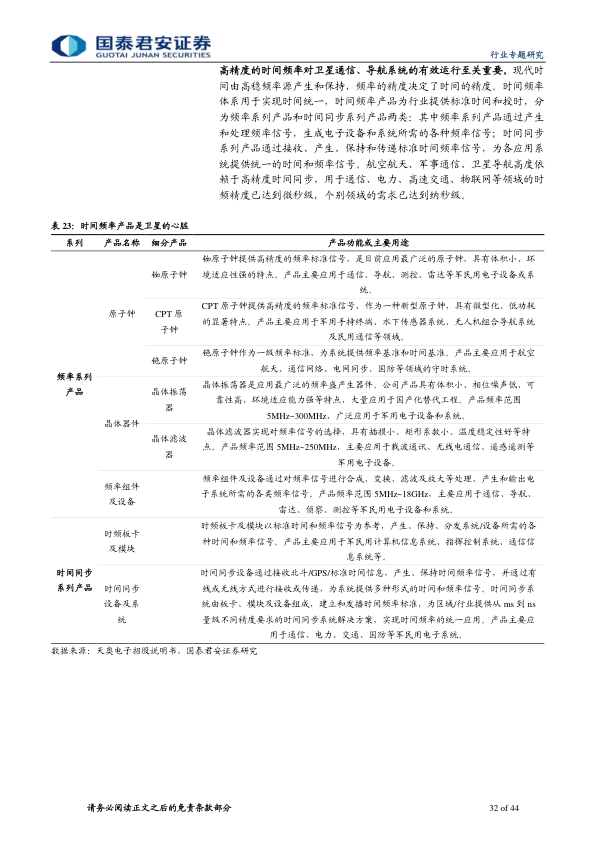 国泰君安证券
GUOTAI JUNAN SECURITIES
行业专题研究
高精度的时间频率对卫星通信、导航系统的有效运行至关重要。现代时
间由高稳频率源产生和保持，频率的精度决定了时间的精度。时间频率
体系用于实现时间统一，时间频率产品为行业提供标准时间和授时，分
为频率系列产品和时间同步系列产品两类：其中频率系列产品通过产生
和处理频率信号，生成电子设备和系统所需的各种频率信号；时间同步
系列产品通过接收、产生、保持和传递标准时间频率信号，为各应用系
统提供统一的时间和频率信号。航空航天、军事通信、卫星导航高度依
赖于高精度时间同步，用于通信、电力、高速交通、物联网等领域的时
频精度已达到微秒级，个别领域的需求已达到纳秒级。
表 23：时间频率产品是卫星的心脏
系列 产品名称 细分产品 产品功能或主要用途
频率系列
产品
原子钟
铷原子钟
铷原子钟提供高精度的频率标准信号，是目前应用最广泛的原子钟，具有体积小、环
境适应性强的特点。产品主要应用于通信、导航、测控、雷达等军民用电子设备或系
统。
CPT 原
子钟
CPT 原子钟提供高精度的频率标准信号，作为一种新型原子钟，具有微型化、低功耗
的显著特点。产品主要应用于军用手持终端、水下传感器系统、无人机组合导航系统
及民用通信等领域。
铯原子钟
铯原子钟作为一级频率标准，为系统提供频率基准和时间基准。产品主要应用于航空
航天、通信网络、电网同步、国防等领域的守时系统。
晶体器件
晶体振荡
器
晶体振荡器是应用最广泛的频率盛产生器件。公司产品具有体积小，相位噪声低，可
靠性高、环境适应能力强等特点，大量应用于国产化替代工程。产品频率范围
5MHz~300MHz，广泛应用于军用电子设备和系统。
晶体滤波
器
晶体滤波器实现对频率信号的选择，具有插损小、矩形系数小、温度稳定性好等特
点。产品频率范围 5MHz~250MHz，主要应用于载波通讯、无线电通信、遥感遥测等
军用电子设备。
频率组件
及设备
频率组件及设备通过对频率信号进行合成、变换、滤波及放大等处理，产生和输出电
子系统所需的各类频率信号。产品频率范围 5MHz~18GHz，主要应用于通信、导航、
雷达、侦察、测控等军民用电子设备和系统。
时间同步
系列产品
时频板卡
及模块
时频板卡及模块以标准时间和频率信号为参考，产生、保持、分发系统/设备所需的各
种时间和频率信号。产品主要应用于军民用计算机信息系统、指挥控制系统、通信信
息系统等。
时间同步
设备及系
统
时间同步设备通过接收北斗/GPS/标准时间信息，产生、保持时间频率信号，并通过有
线或无线方式进行接收或传递，为系统提供多种形式的时间和频率信号。时间同步系
统由板卡、模块及设备组成，建立和发播时间频率标准，为区域/行业提供从 ms 到 ns
量级不同精度要求的时间同步系统解决方案，实现时间频率的统一应用。产品主要应
用于通信、电力、交通、国防等军民用电子系统。
数据来源：天奥电子招股说明书，国泰君安证券研究
请务必阅读正文之后的免责条款部分
32 of 44